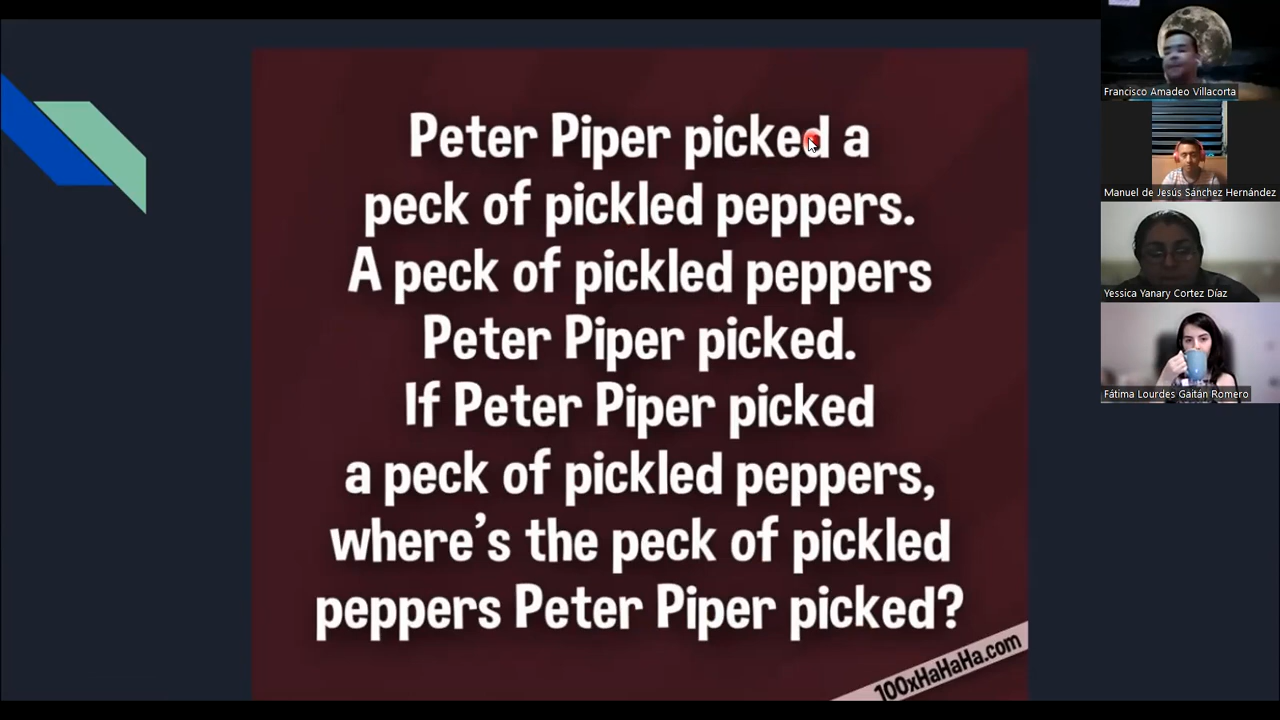 Peter Piper picked a
peck of pickled peppers.
A peck of pickled peppers
Peter Piper picked.
If Peter Piper picked
a peck of pickled peppers,
where's the peck of pickled
peppers Peter Piper picked?
100xHaHaHa.com
Francisco Amadeo Villacorta
Manuel de Jesús Sánchez Hernández
Yessica Yanary Cortez Díaz
Fátima Lourdes Gaitán Romero